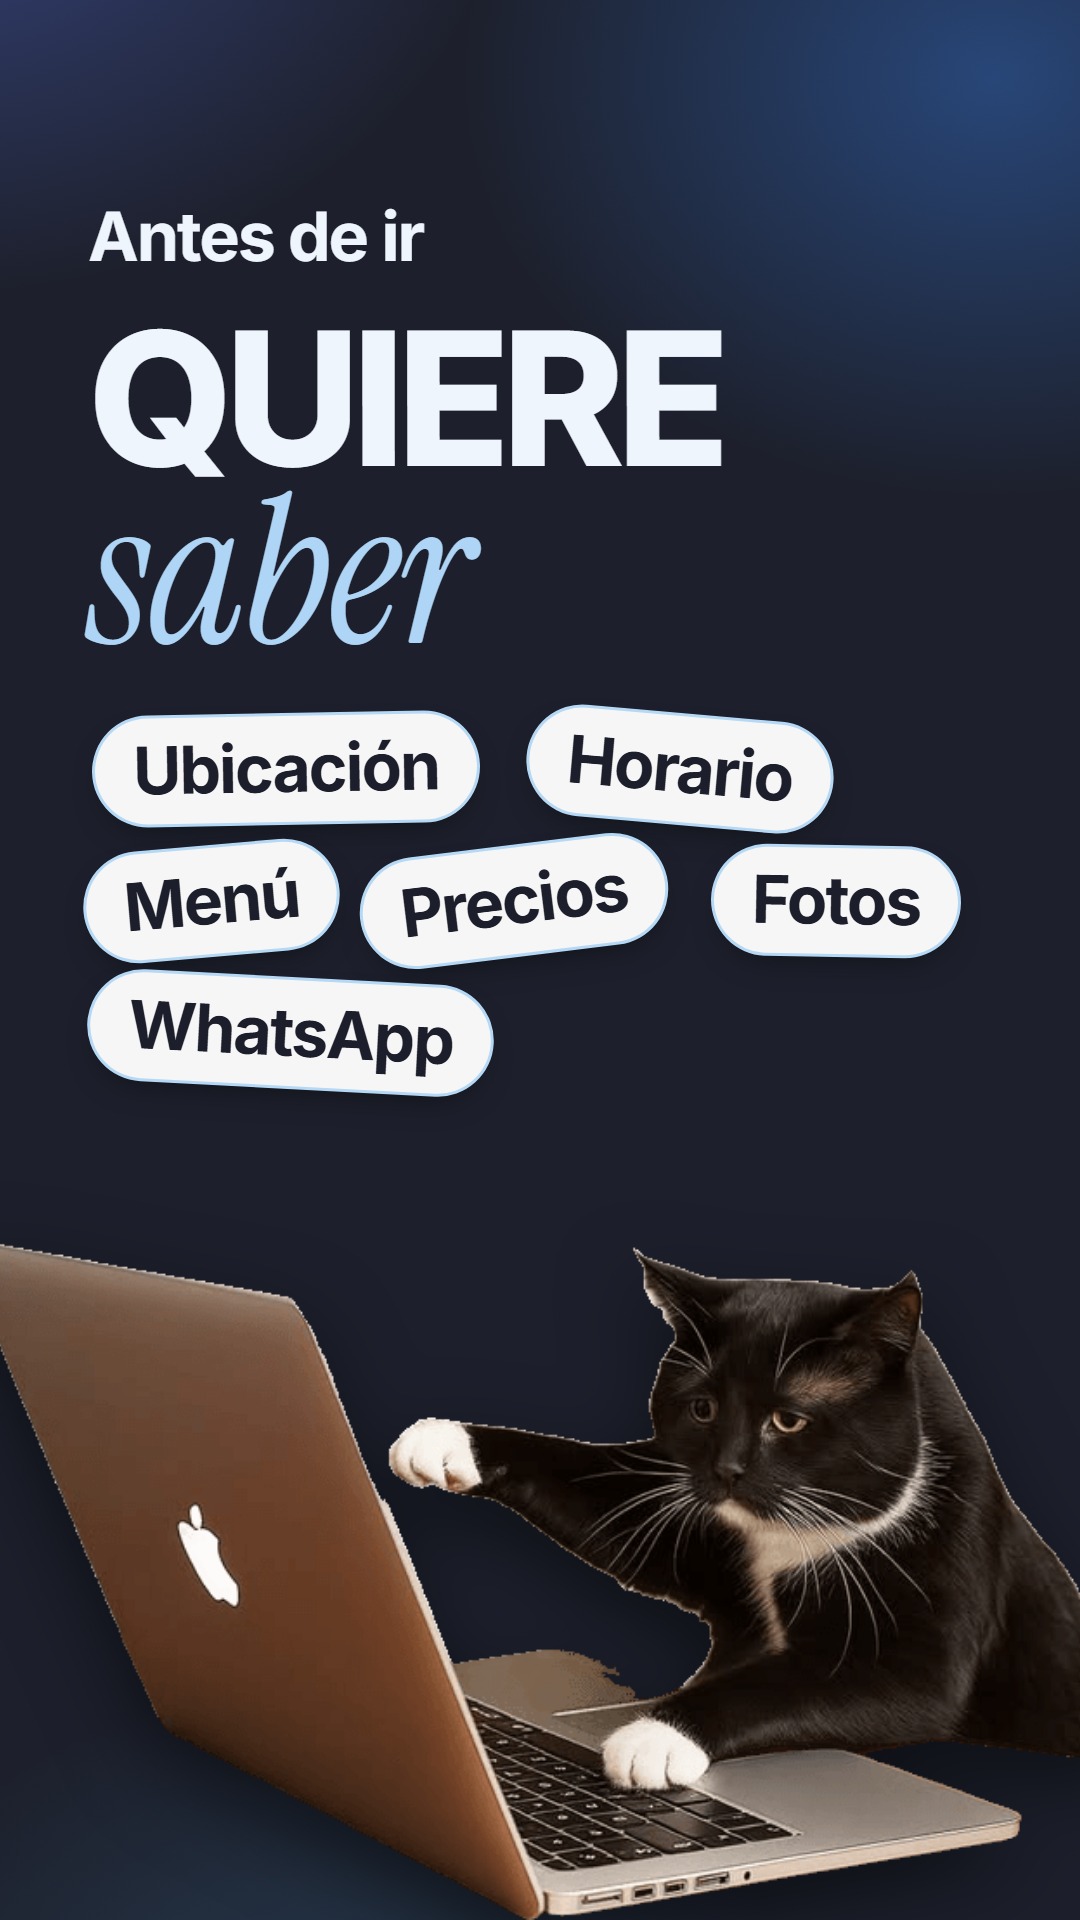 Antes de ir
QUIERE
saber
Ubicación Horario
Menú Precios Fotos
WhatsApp